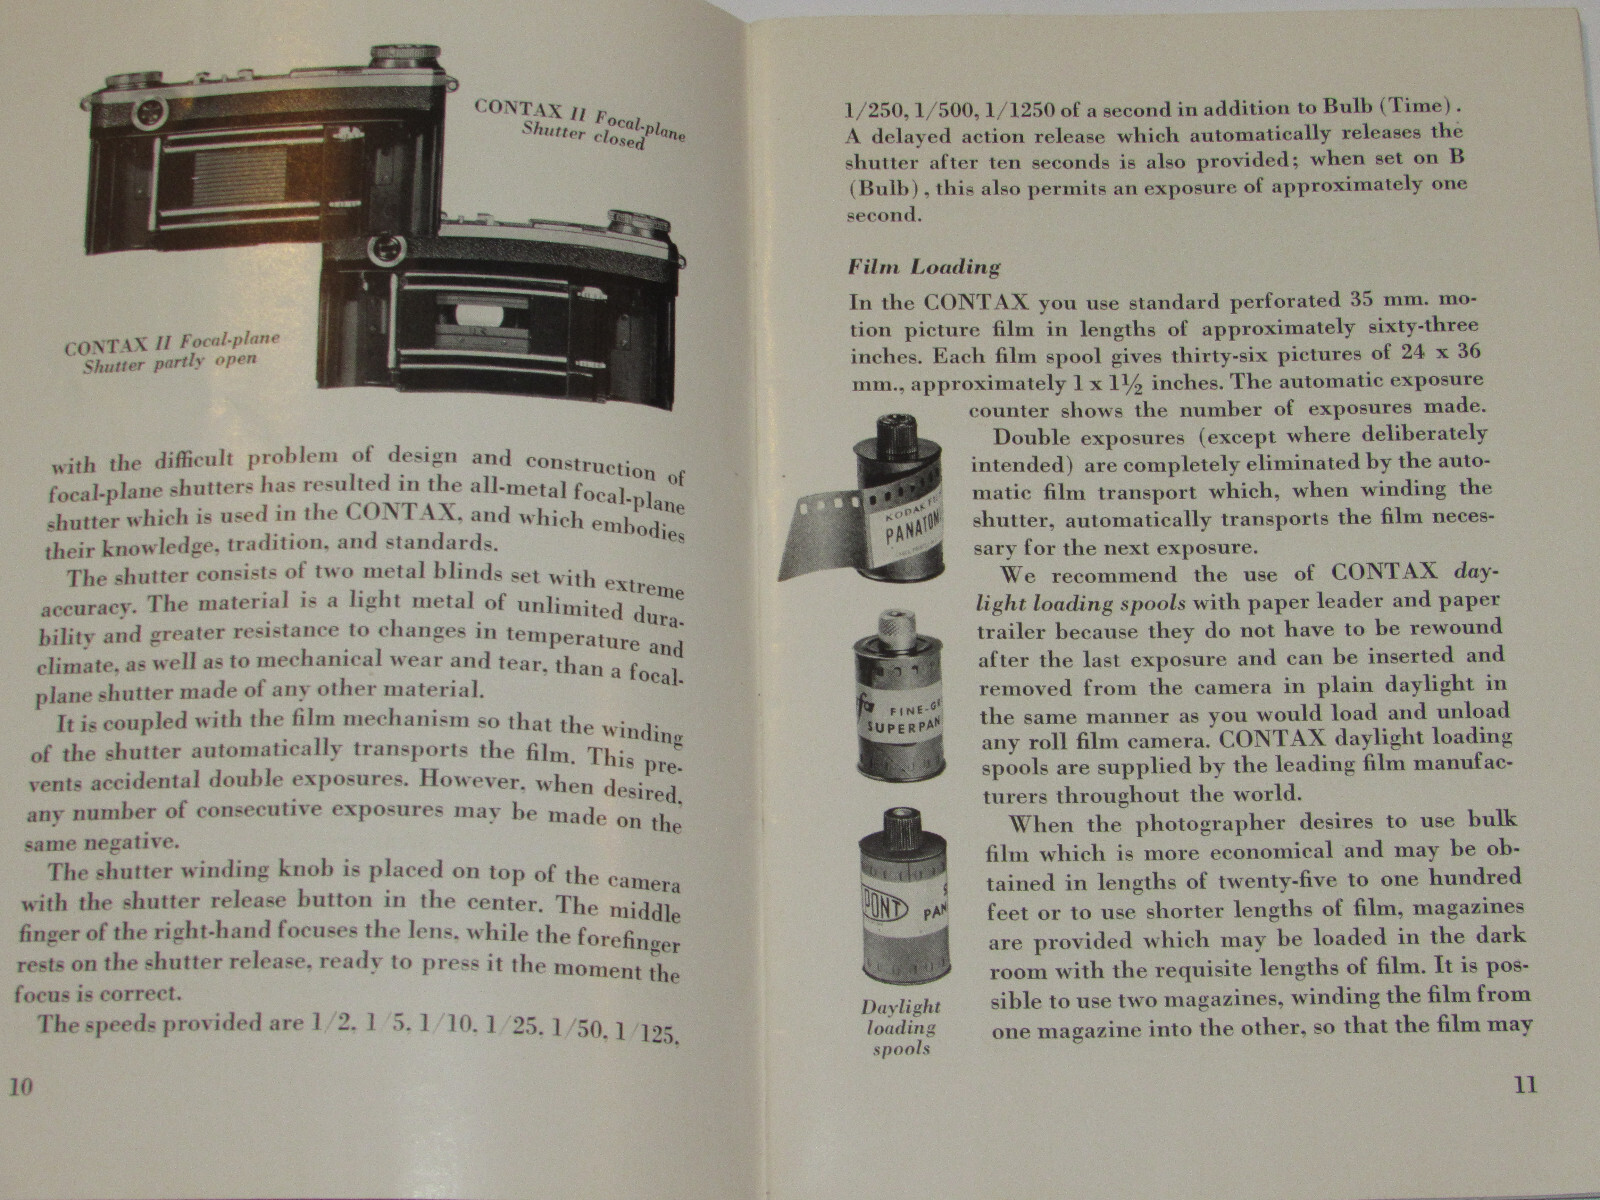 CONTAX II Focal-plane
Shutter closed
CONTAX II Focal-plane
Shutter partly open
with the difficult problem of design and construction of
focal-plane shutters has resulted in the all-metal focal-plane
shutter which is used in the CONTAX, and which embodies
their knowledge, tradition, and standards.
The shutter consists of two metal blinds set with extreme
accuracy. The material is a light metal of unlimited dura-
bility and greater resistance to changes in temperature and
climate, as well as to mechanical wear and tear, than a focal-
plane shutter made of any other material.
It is coupled with the film mechanism so that the winding
of the shutter automatically transports the film. This pre-
vents accidental double exposures. However, when desired,
any number of consecutive exposures may be made on the
same negative.
The shutter winding knob is placed on top of the camera
with the shutter release button in the center. The middle
finger of the right-hand focuses the lens, while the forefinger
rests on the shutter release, ready to press it the moment the
focus is correct.
The speeds provided are 1/2, 1/5, 1/10, 1/25, 1/50, 1/125,
10
1/250, 1/500, 1/1250 of a second in addition to Bulb (Time).
A delayed action release which automatically releases the
shutter after ten seconds is also provided; when set on B
(Bulb), this also permits an exposure of approximately one
second.
Film Loading
In the CONTAX you use standard perforated 35 mm. mo-
tion picture film in lengths of approximately sixty-three
inches. Each film spool gives thirty-six pictures of 24 x 36
mm., approximately 1 x 1½ inches. The automatic exposure
counter shows the number of exposures made.
Double exposures (except where deliberately
intended) are completely eliminated by the auto-
matic film transport which, when winding the
shutter, automatically transports the film neces-
sary for the next exposure.
We recommend the use of CONTAX day-
light loading spools with paper leader and paper
trailer because they do not have to be rewound
after the last exposure and can be inserted and
removed from the camera in plain daylight in
the same manner as you would load and unload
any roll film camera. CONTAX daylight loading
spools are supplied by the leading film manufac-
turers throughout the world.
When the photographer desires to use bulk
film which is more economical and may be ob-
tained in lengths of twenty-five to one hundred
feet or to use shorter lengths of film, magazines
are provided which may be loaded in the dark
room with the requisite lengths of film. It is pos-
sible to use two magazines, winding the film from
one magazine into the other, so that the film may
KODAK
PANATOM
fa
FINE-GR
SUPERPAN
PONT
S
PAN
Daylight
loading
spools
11